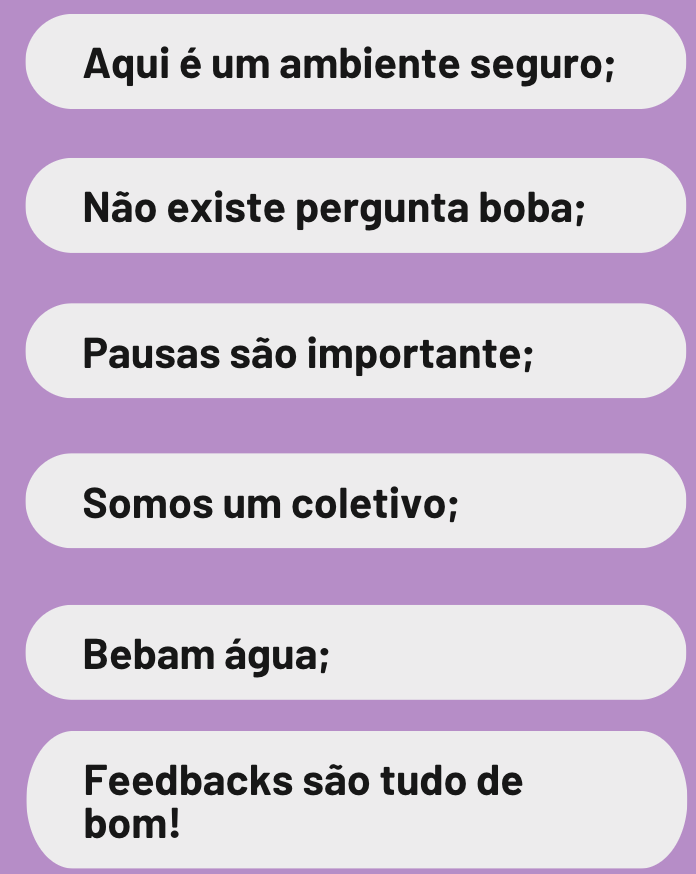 Aqui é um ambiente seguro;
Não existe pergunta boba;
Pausas são importante;
Somos um coletivo;
Bebam água;
Feedbacks são tudo de
bom!